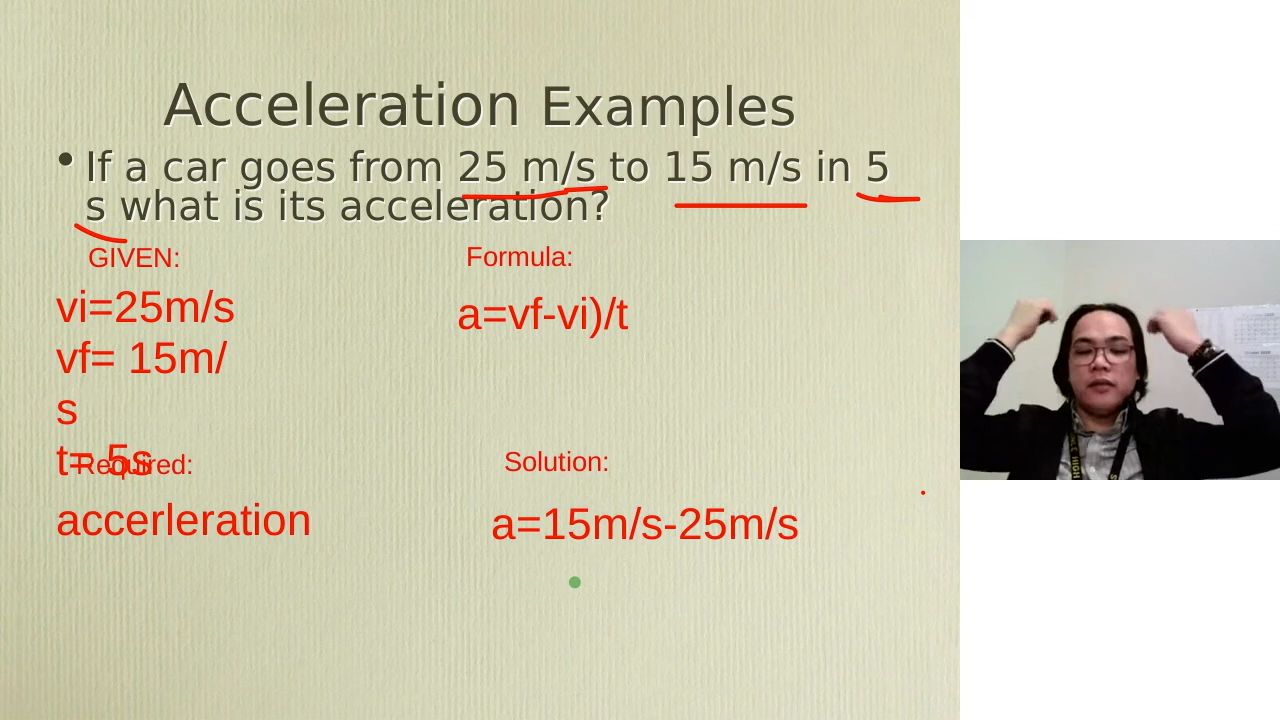 Acceleration Examples
• If a car goes from 25 m/s to 15 m/s in 5
s what is its acceleration?
GIVEN:
vi=25m/s
vf= 15m/
s
t= 5s
Required:
accerleration
Formula:
a=vf-vi)/t
Solution:
a=15m/s-25m/s